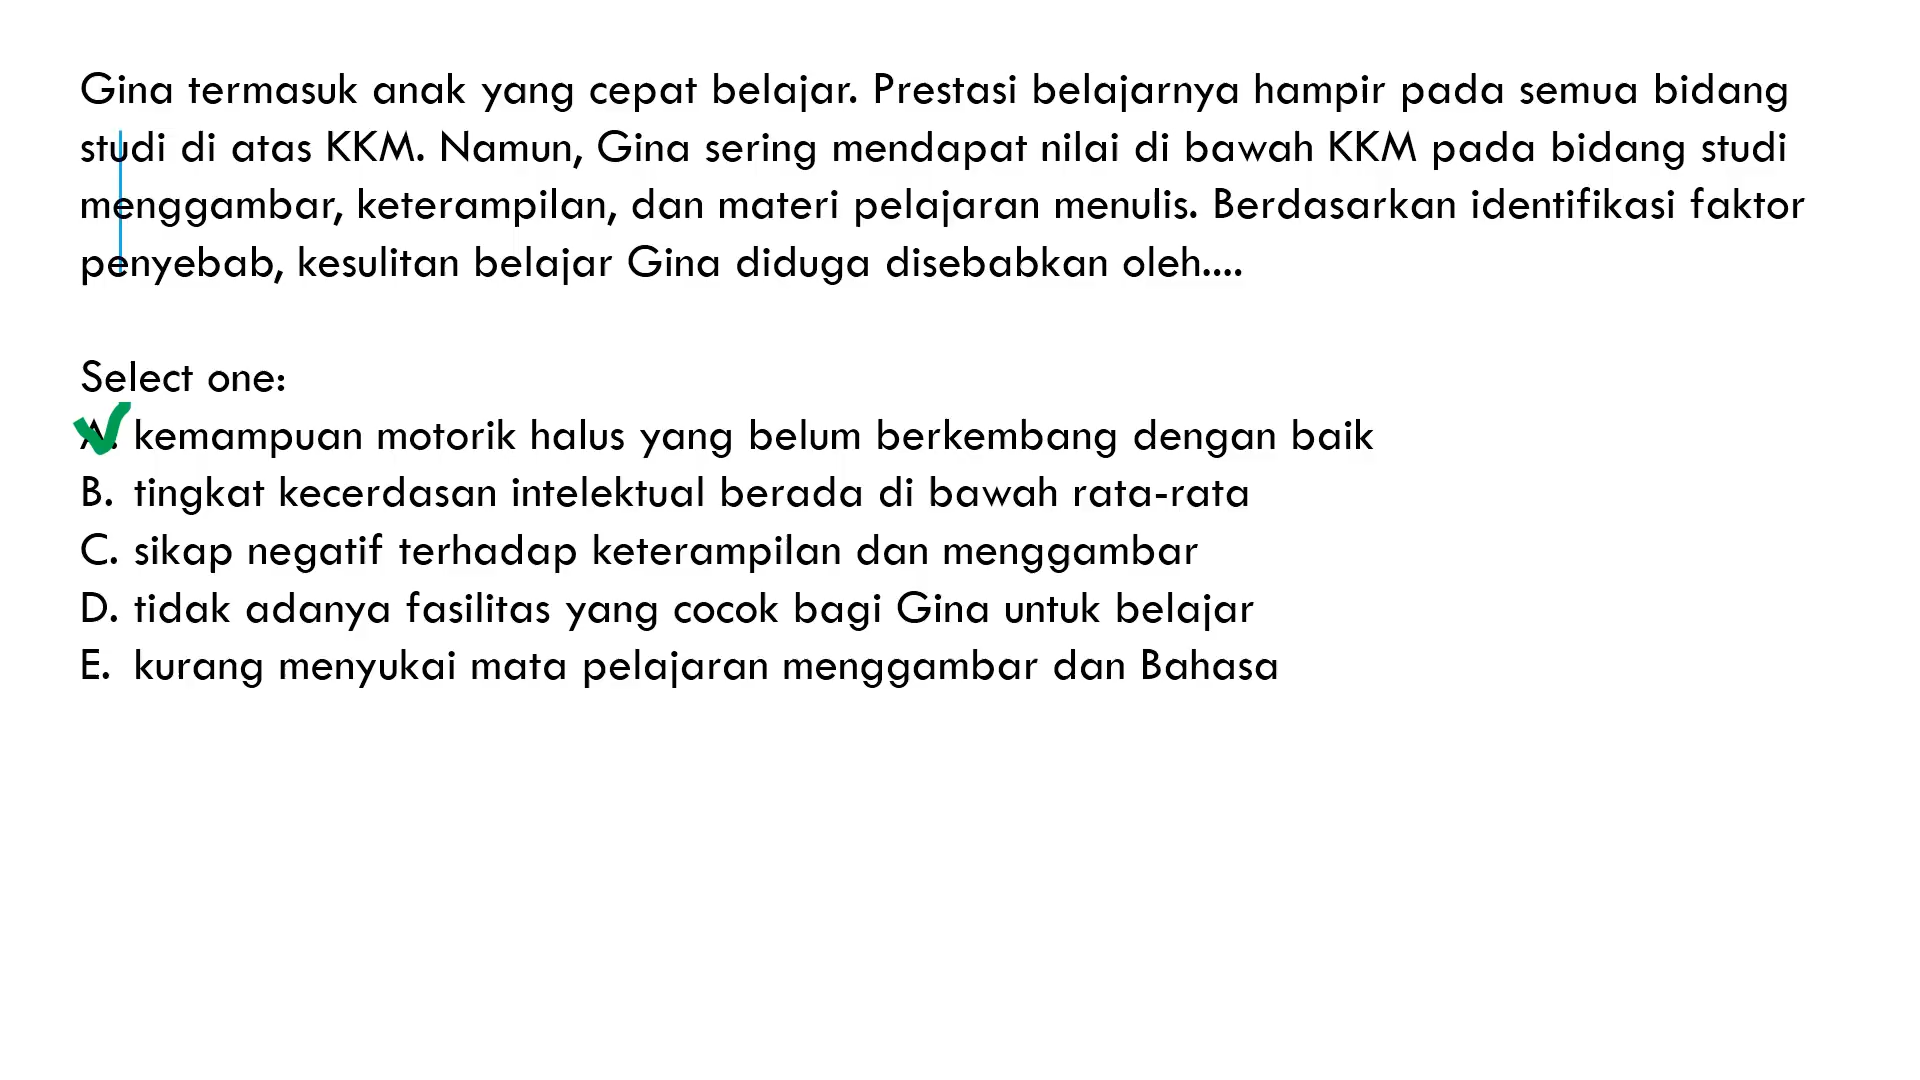 Gina termasuk anak yang cepat belajar. Prestasi belajarnya hampir pada semua bidang
studi di atas KKM. Namun, Gina sering mendapat nilai di bawah KKM pada bidang studi
menggambar, keterampilan, dan materi pelajaran menulis. Berdasarkan identifikasi faktor
penyebab, kesulitan belajar Gina diduga disebabkan oleh....
Select one:
A. kemampuan motorik halus yang belum berkembang dengan baik
B. tingkat kecerdasan intelektual berada di bawah rata-rata
C. sikap negatif terhadap keterampilan dan menggambar
D. tidak adanya fasilitas yang cocok bagi Gina untuk belajar
E. kurang menyukai mata pelajaran menggambar dan Bahasa